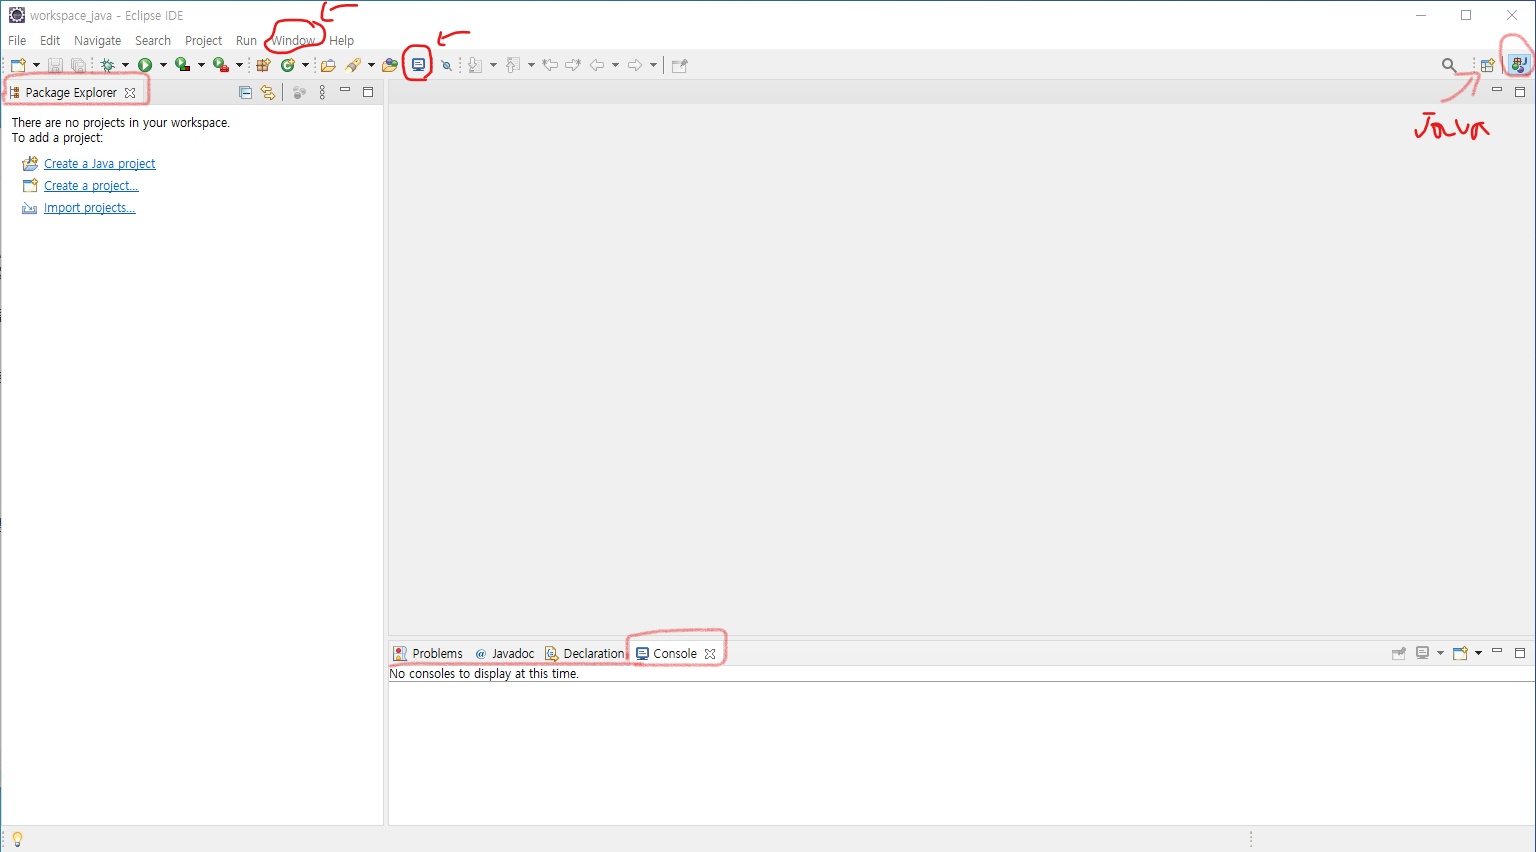 workspace_java - Eclipse IDE
File Edit Navigate Search Project Run Window Help
Package Explorer
Java
There are no projects in your workspace.
To add a project:
Create a Java project
Create a project...
Import projects...
Problems @ Javadoc Declaration Console
No consoles to display at this time.